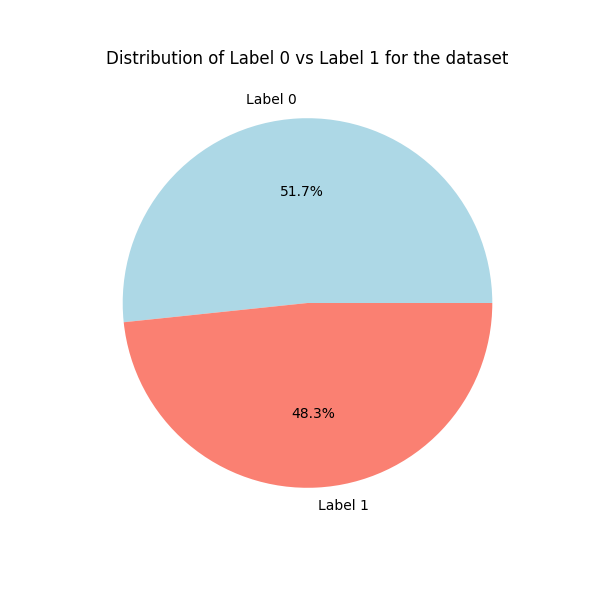 Distribution of Label 0 vs Label 1 for the dataset
Label 0
51.7%
48.3%
Label 1